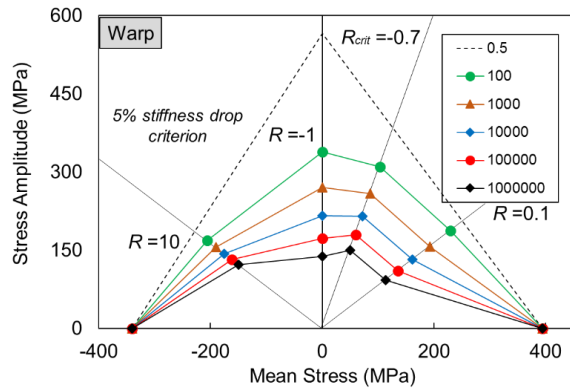 Warp
R_crit=-0.7
0.5
100
1000
10000
100000
1000000
5% stiffness drop
criterion
R =-1
R =0.1
R =10
600
450
300
150
0
-400
-200
0
200
400
Stress Amplitude (MPa)
Mean Stress (MPa)